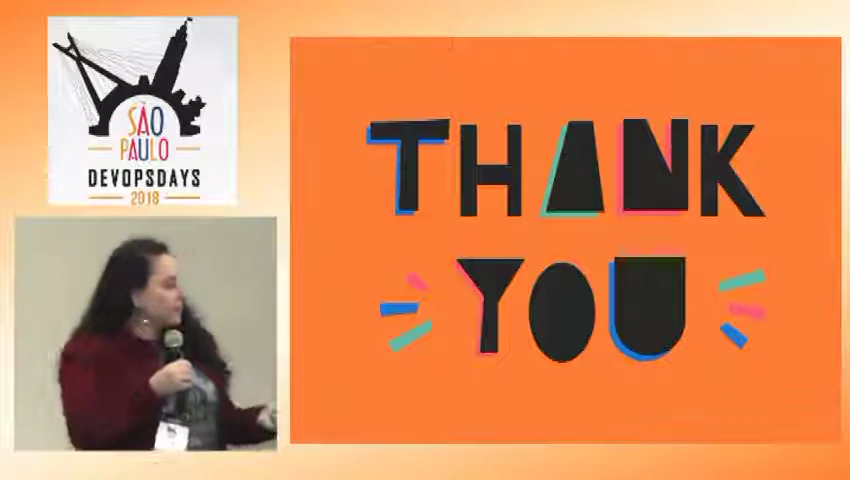 SÃO
PAULO
DEVOPSDAYS
2018
THANK
YOU